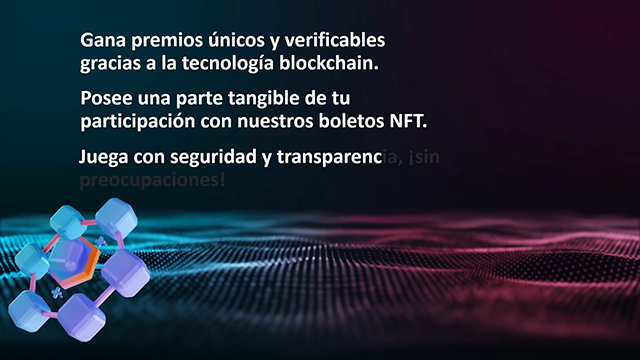 Gana premios únicos y verificables
gracias a la tecnología blockchain.
Posee una parte tangible de tu
participación con nuestros boletos NFT.
Juega con seguridad y transparencia, ¡sin
preocupaciones!